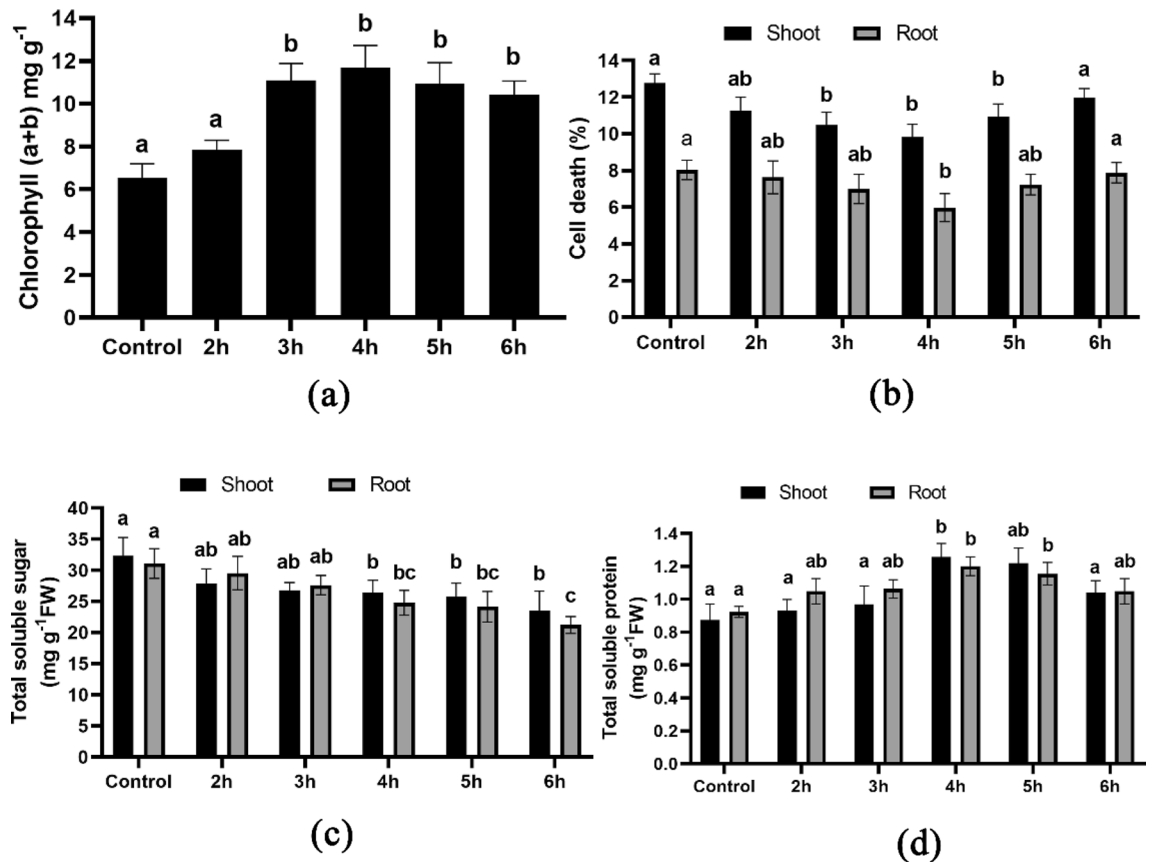 Chlorophyll (a+b) mg g-1
14
12
10
8
6
4
2
0
a
a
b
b
b
b
Control 2h 3h 4h 5h 6h
(a)
Shoot Root
Cell death (%)
14
12
10
8
6
4
2
0
a a
ab ab
b ab
b b
b ab
a a
Control 2h 3h 4h 5h 6h
(b)
Shoot Root
Total soluble sugar
(mg g-1FW)
40
35
30
25
20
15
10
5
0
a a
ab ab
ab ab
b bc
b bc
b c
Control 2h 3h 4h 5h 6h
(c)
Shoot Root
Total soluble protein
(mg g-1FW)
1.4
1.2
1.0
0.8
0.6
0.4
0.2
0.0
a a
a ab
a ab
b b
ab b
a ab
Control 2h 3h 4h 5h 6h
(d)